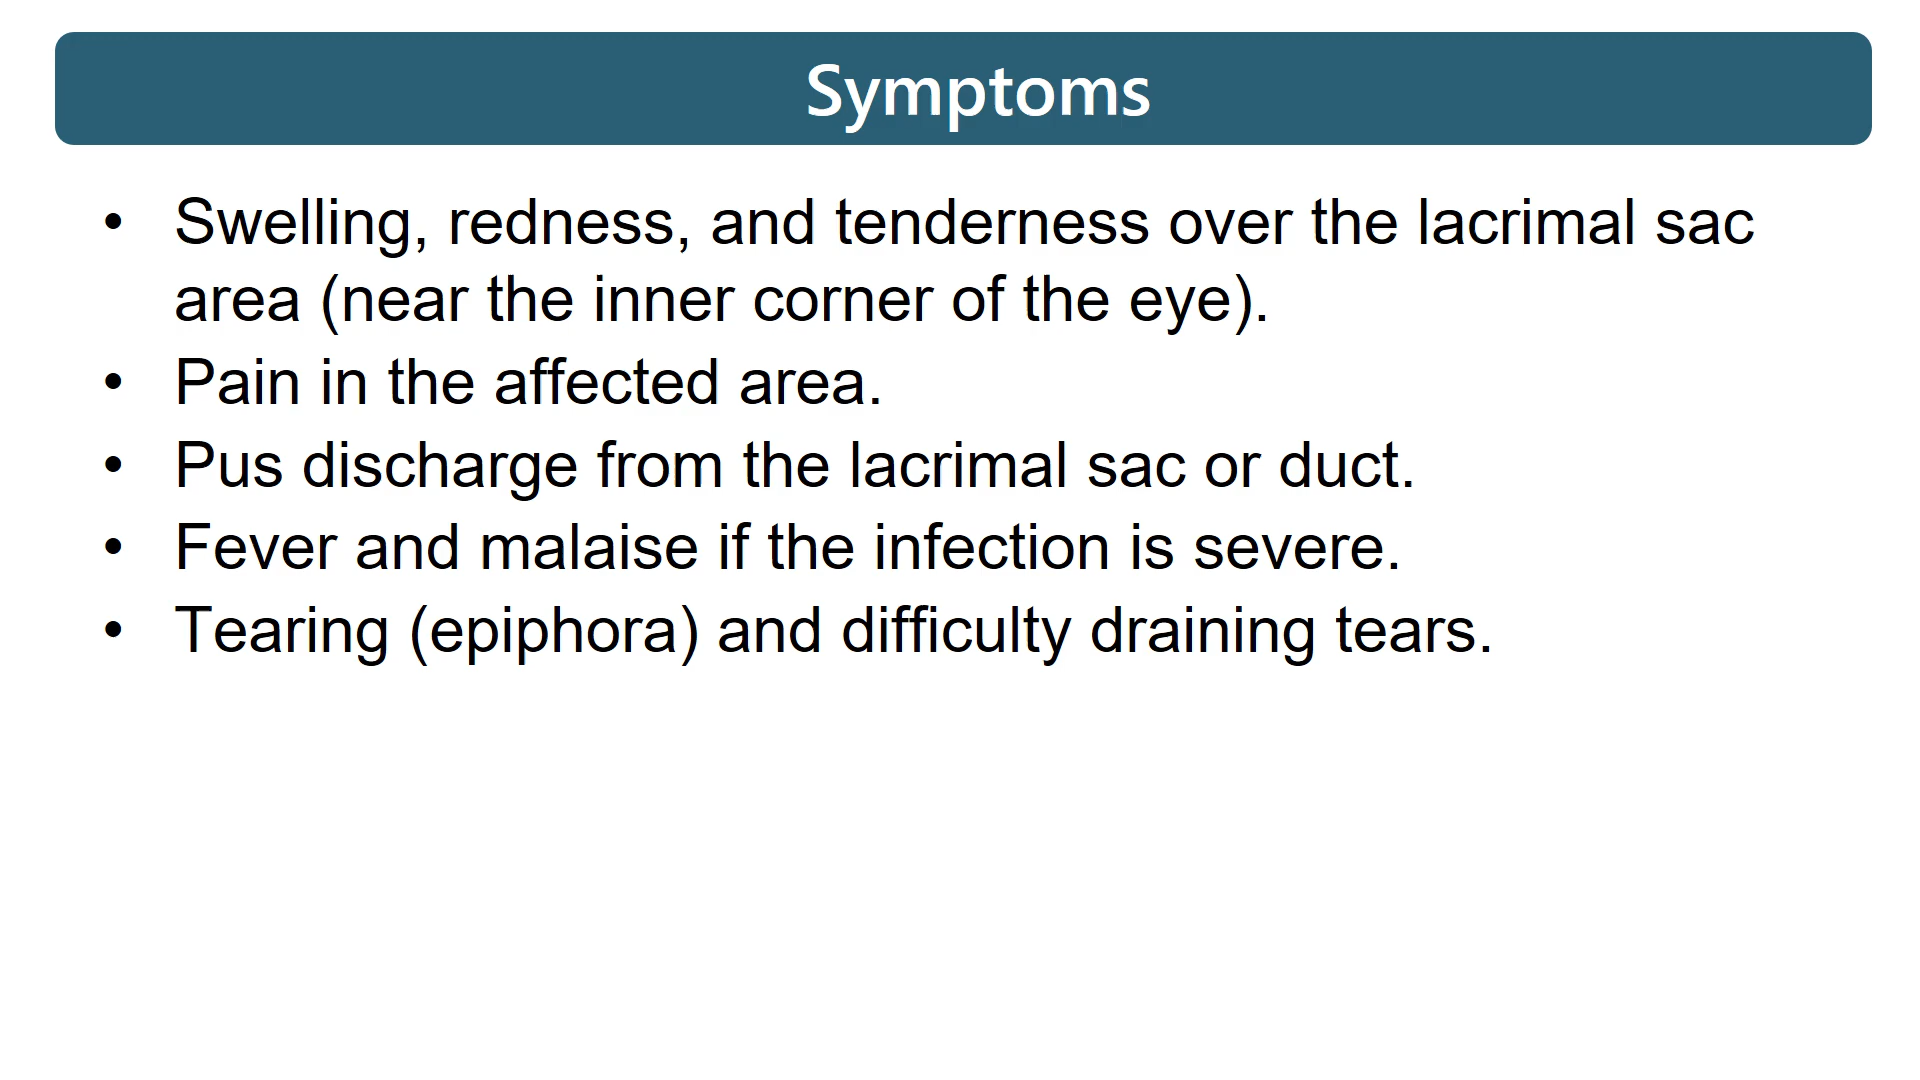 Symptoms
• Swelling, redness, and tenderness over the lacrimal sac
area (near the inner corner of the eye).
• Pain in the affected area.
• Pus discharge from the lacrimal sac or duct.
• Fever and malaise if the infection is severe.
• Tearing (epiphora) and difficulty draining tears.